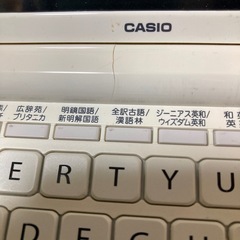 CASIO
広辞苑/
ブリタニカ
明鏡国語/
新明解国語
全訳古語/
漢語林
ジーニアス英和/
ウィズダム英和
和英
E R T Y U